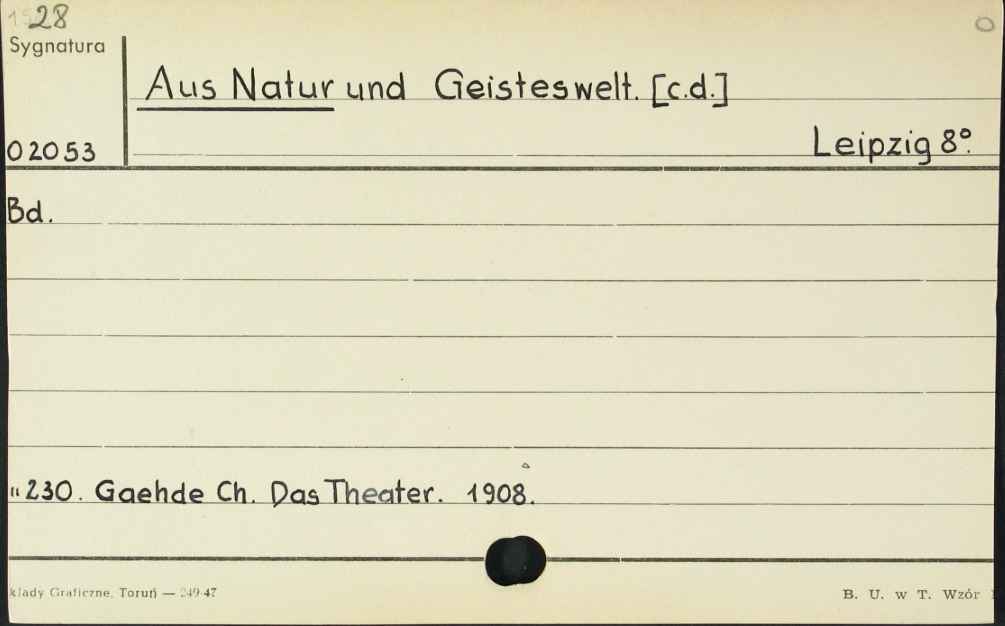 1528
Sygnatura
Aus Natur und Geisteswelt. [c.d.]
02053
Leipzig 8°.
Bd.
" 230. Gaehde Ch. Das Theater. 1908.
kłady Graficzne, Toruń — 249-47
B. U. w T. Wzór